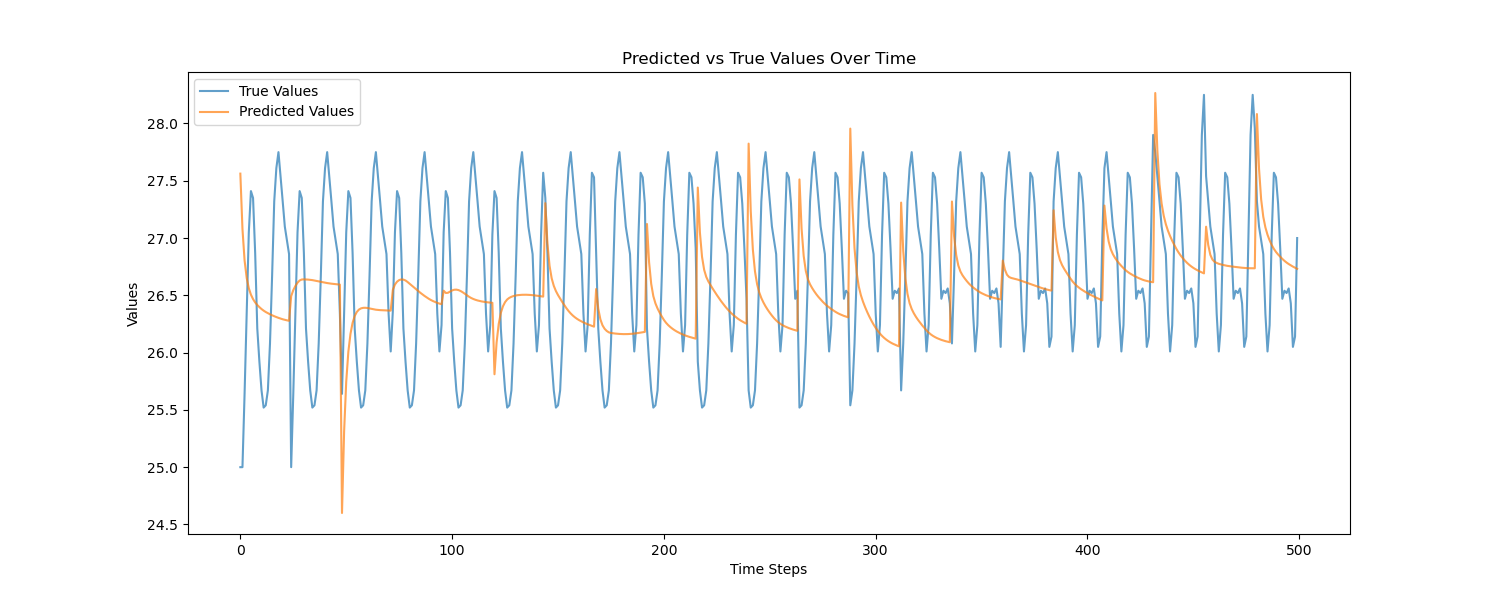 Predicted vs True Values Over Time
True Values
Predicted Values
Values
28.0
27.5
27.0
26.5
26.0
25.5
25.0
24.5
0 100 200 300 400 500
Time Steps